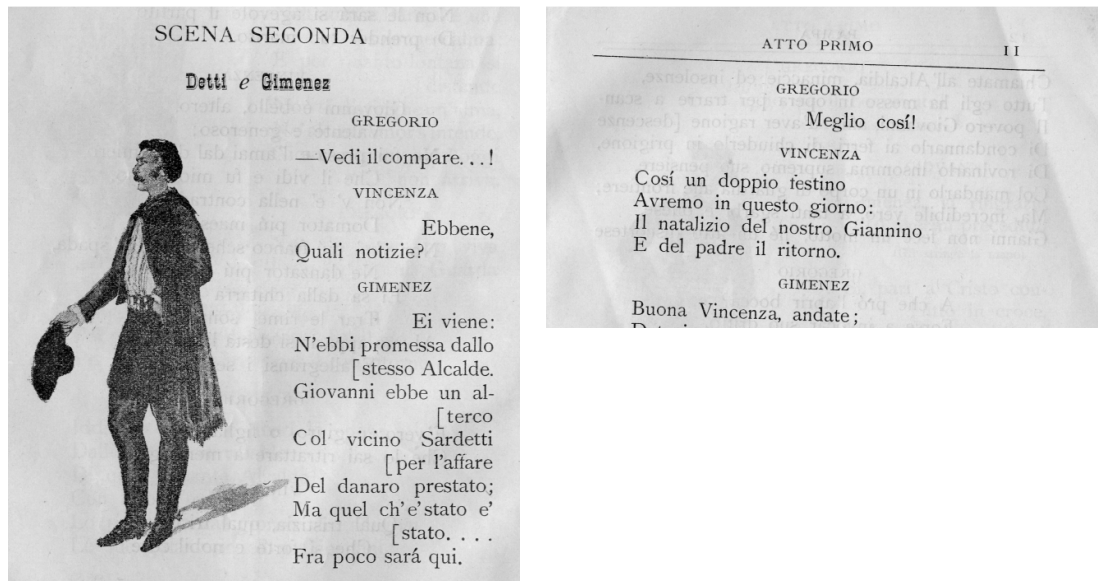 SCENA SECONDA
Detti e Gimenez
GREGORIO
—Vedi il compare....!
VINCENZA
Ebbene,
Quali notizie?
GIMENEZ
Ei viene:
N'ebbi promessa dallo
[stesso Alcalde.
Giovanni ebbe un al-
[terco
Col vicino Sardetti
[per l'affare
Del danaro prestato;
Ma quel ch'e'stato e'
[stato. . . .
Fra poco sará qui.
ATTO PRIMO 11
GREGORIO
Meglio cosí!
VINCENZA
Cosí un doppio festino
Avremo in questo giorno:
Il natalizio del nostro Giannino
E del padre il ritorno.
GIMENEZ
Buona Vincenza, andate;